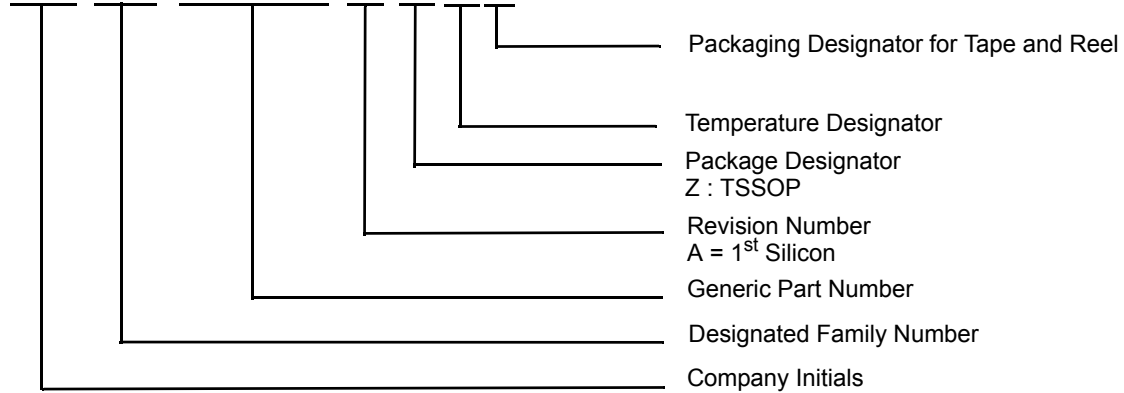 Packaging Designator for Tape and Reel
Temperature Designator
Package Designator
Z : TSSOP
Revision Number
A = 1st Silicon
Generic Part Number
Designated Family Number
Company Initials